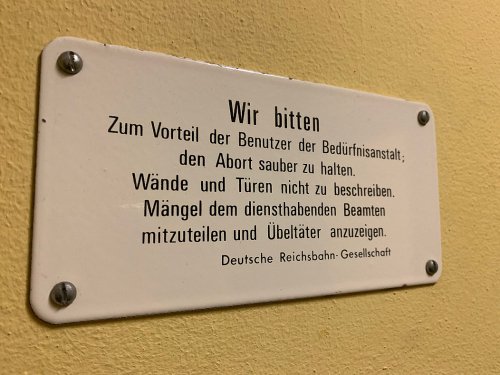 Wir bitten
Zum Vorteil der Benutzer der Bedürfnisanstalt;
den Abort sauber zu halten.
Wände und Türen nicht zu beschreiben.
Mängel dem diensthabenden Beamten
mitzuteilen und Übeltäter anzuzeigen.
Deutsche Reichsbahn-Gesellschaft